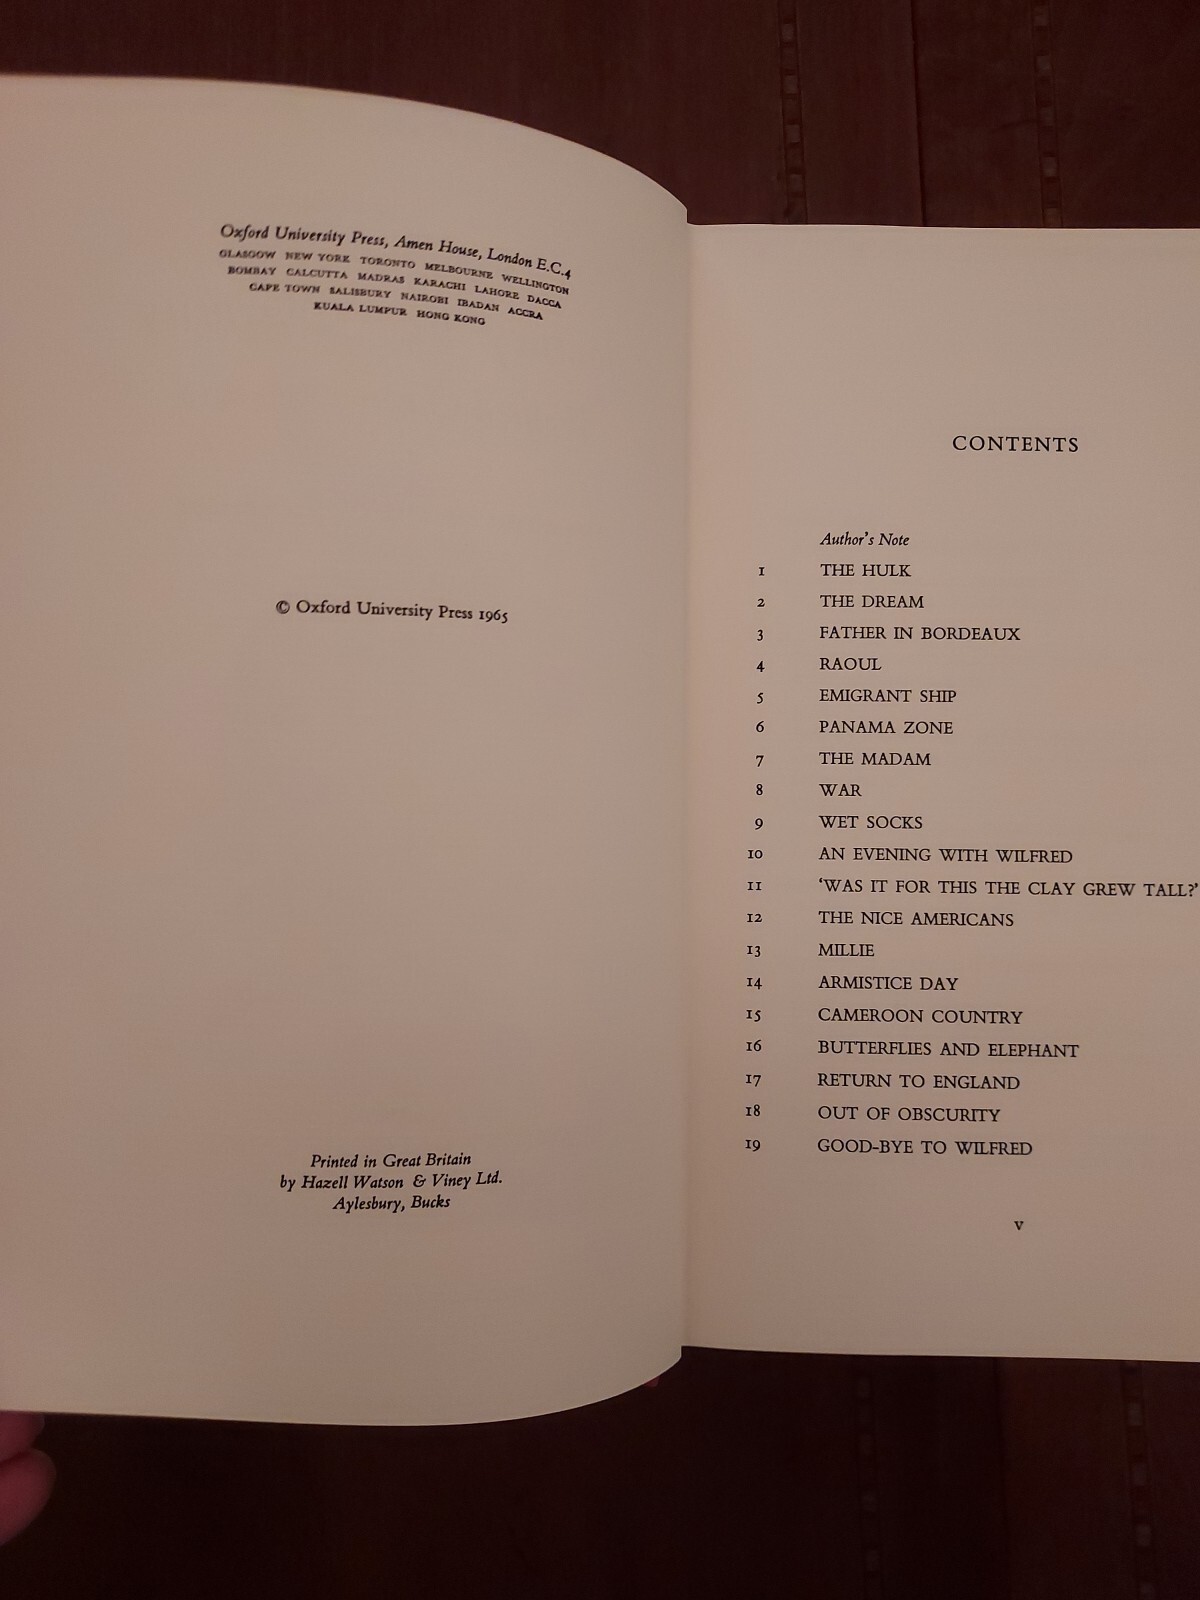 Oxford University Press, Amen House, London E.C.4
GLASGOW NEW YORK TORONTO MELBOURNE WELLINGTON
BOMBAY CALCUTTA MADRAS KARACHI LAHORE DACCA
CAPE TOWN SALISBURY NAIROBI IBADAN ACCRA
KUALA LUMPUR HONG KONG
© Oxford University Press 1965
Printed in Great Britain
by Hazell Watson & Viney Ltd.
Aylesbury, Bucks
CONTENTS
Author's Note
1 THE HULK
2 THE DREAM
3 FATHER IN BORDEAUX
4 RAOUL
5 EMIGRANT SHIP
6 PANAMA ZONE
7 THE MADAM
8 WAR
9 WET SOCKS
10 AN EVENING WITH WILFRED
11 ‘WAS IT FOR THIS THE CLAY GREW TALL?’
12 THE NICE AMERICANS
13 MILLIE
14 ARMISTICE DAY
15 CAMEROON COUNTRY
16 BUTTERFLIES AND ELEPHANT
17 RETURN TO ENGLAND
18 OUT OF OBSCURITY
19 GOOD-BYE TO WILFRED
v